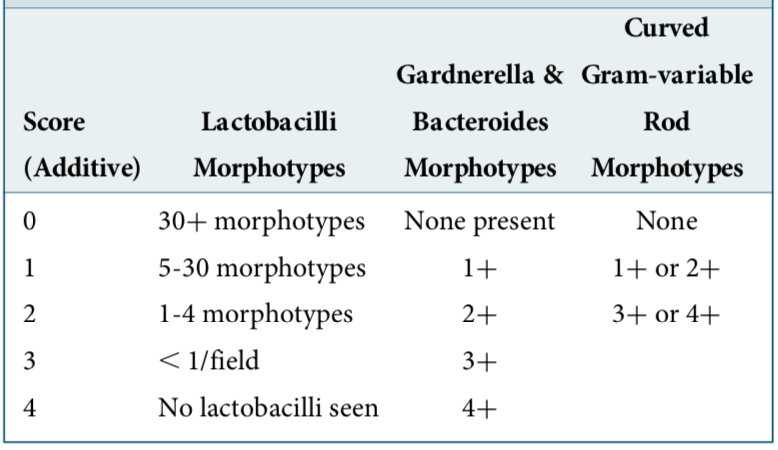 Curved
Gardnerella & Gram-variable
Score Lactobacilli Bacteroides Rod
(Additive) Morphotypes Morphotypes Morphotypes
0 30+ morphotypes None present None
1 5-30 morphotypes 1+ 1+ or 2+
2 1-4 morphotypes 2+ 3+ or 4+
3 < 1/field 3+
4 No lactobacilli seen 4+